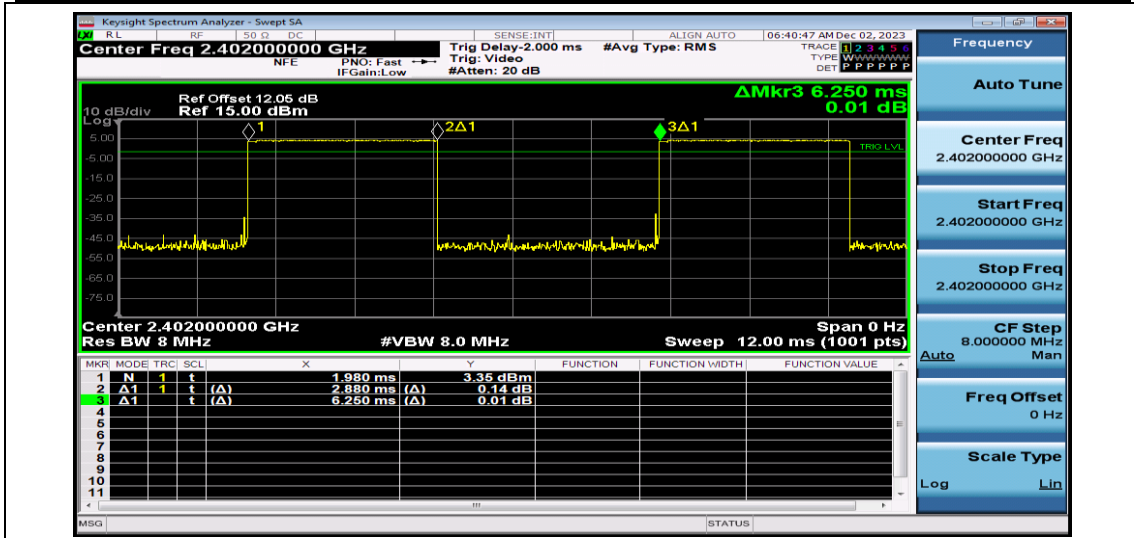 Keysight Spectrum Analyzer - Swept SA
LXI RL RF 50 Ω DC SENSE:INT ALIGN AUTO 06:40:47 AM Dec 02, 2023
Center Freq 2.402000000 GHz
NFE
PNO: Fast
IFGain:Low
Trig Delay-2.000 ms
Trig: Video
#Atten: 20 dB
#Avg Type: RMS
TRACE 1 2 3 4 5 6
TYPE WWWWWW
DET P P P P P P
ΔMkr3 6.250 ms
0.01 dB
Ref Offset 12.05 dB
10 dB/div Ref 15.00 dBm
Log
1
2Δ1
3Δ1
5.00
TRIG LVL
-5.00
-15.0
-25.0
-35.0
-45.0
-55.0
-65.0
-75.0
Center 2.402000000 GHz Span 0 Hz
Res BW 8 MHz #VBW 8.0 MHz Sweep 12.00 ms (1001 pts)
MKR MODE TRC SCL X Y FUNCTION FUNCTION WIDTH FUNCTION VALUE
1 N 1 t 1.980 ms 3.35 dBm
2 Δ1 1 t (Δ) 2.880 ms (Δ) 0.14 dB
3 Δ1 t (Δ) 6.250 ms (Δ) 0.01 dB
4
5
6
7
8
9
10
11
MSG STATUS
Frequency
Auto Tune
Center Freq
2.402000000 GHz
Start Freq
2.402000000 GHz
Stop Freq
2.402000000 GHz
CF Step
8.000000 MHz
Auto Man
Freq Offset
0 Hz
Scale Type
Log Lin